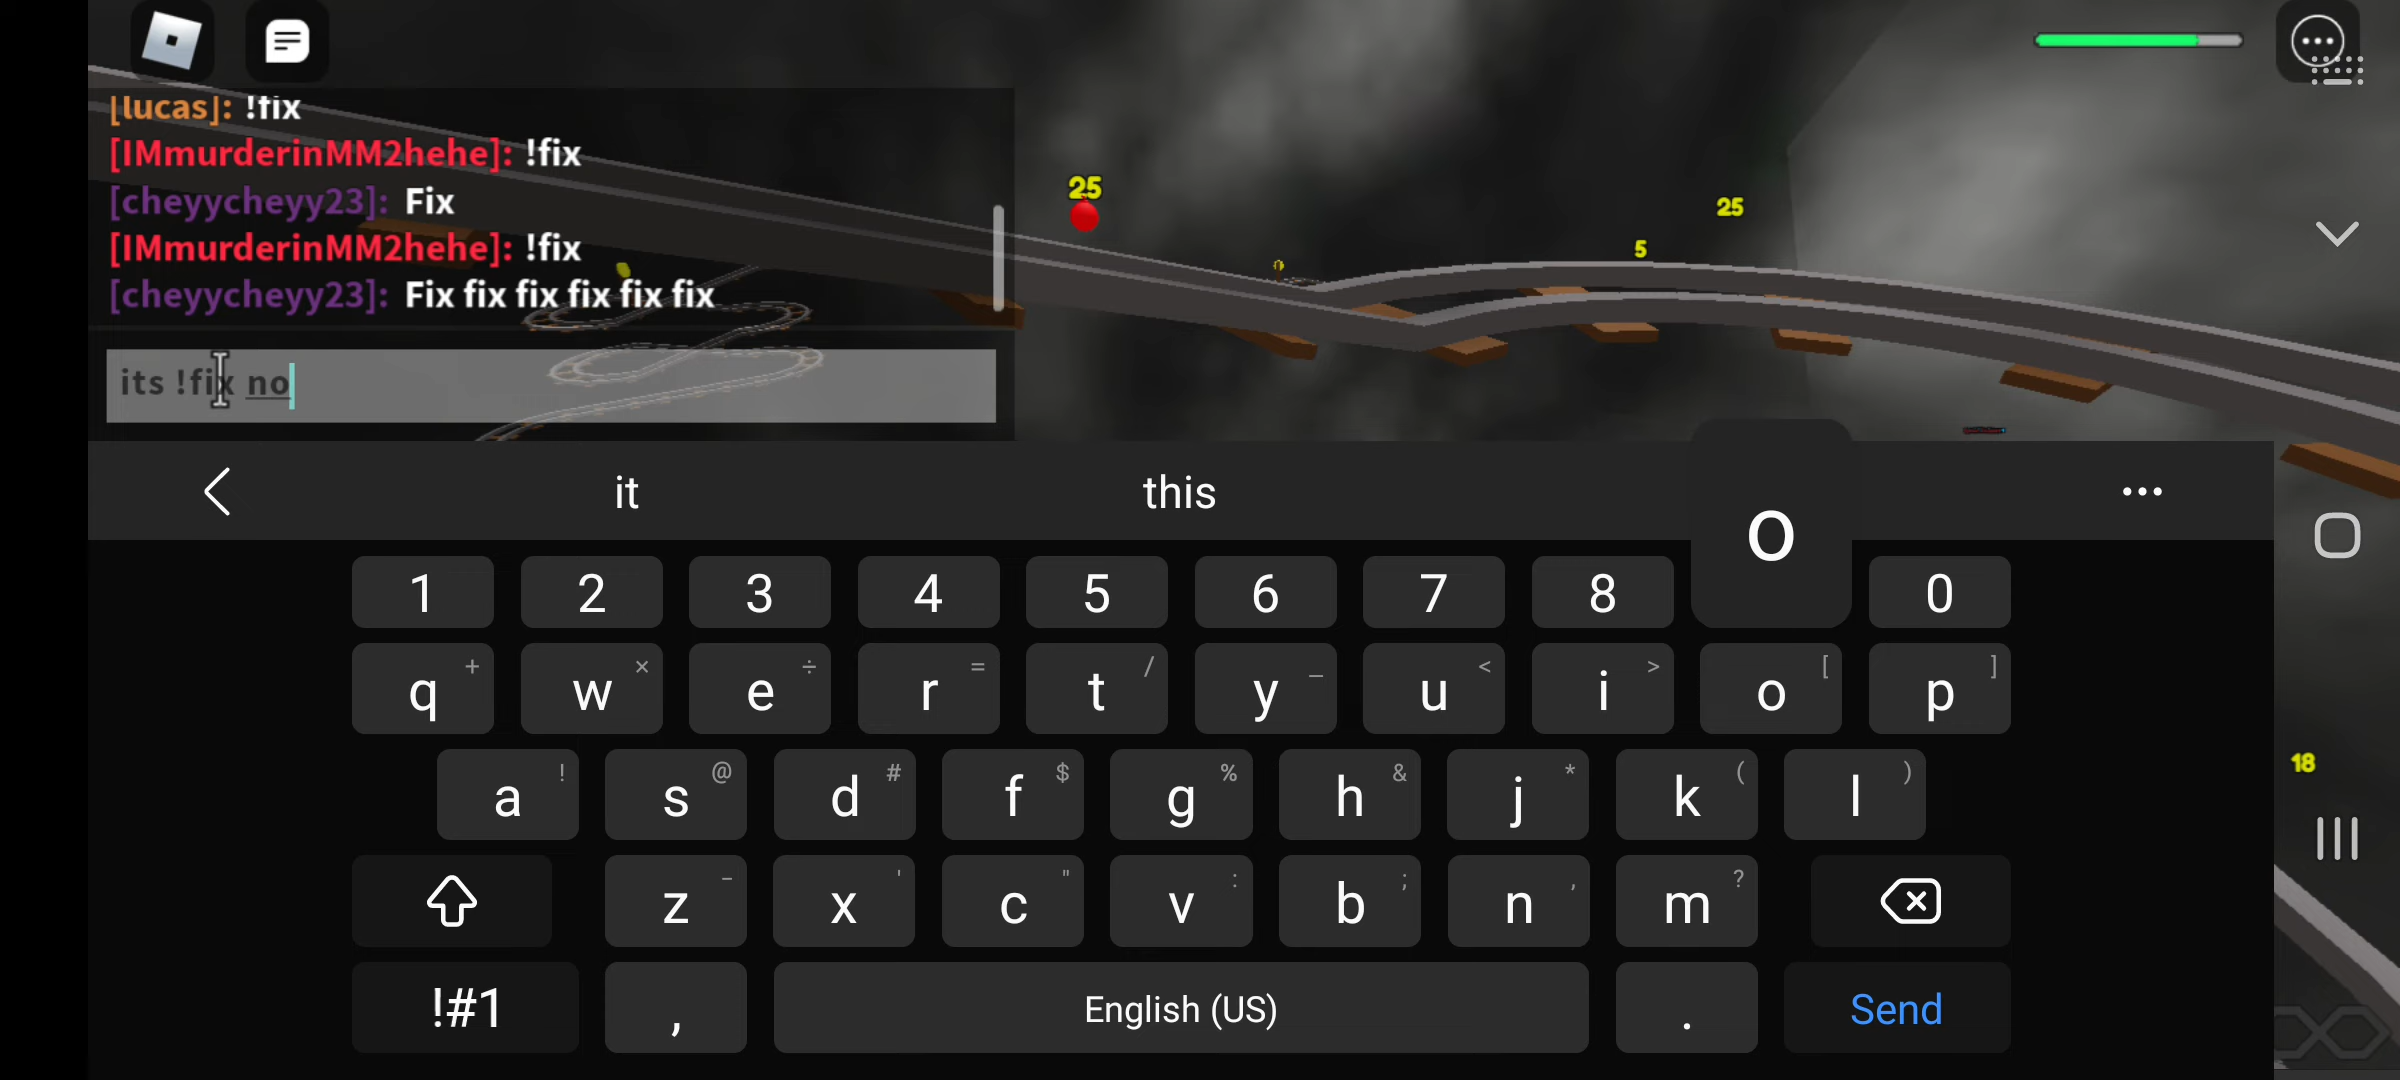 [lucas]: !fix
[IMmurderinMM2hehe]: !fix
[cheyycheyy23]: Fix
[IMmurderinMM2hehe]: !fix
[cheyycheyy23]: Fix fix fix fix fix fix
its !fix no
25
25
5
0
18
it this
o
1 2 3 4 5 6 7 8 0
q + w × e ÷ r = t / y _ u < i > o [ p ]
a ! s @ d # f $ g % h & j * k ( l )
z - x ' c " v : b ; n , m ?
!#1 , English (US) . Send